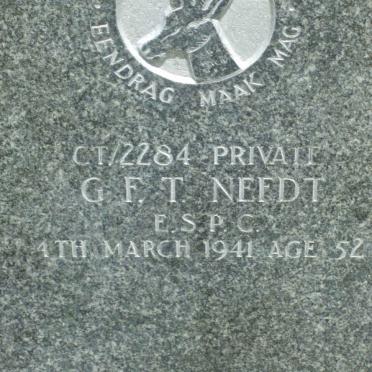 EENDRAG MAAK MAG
CT/2284 PRIVATE
G. F. T. NEFDT
E.S.P.C.
4TH MARCH 1941 AGE 52